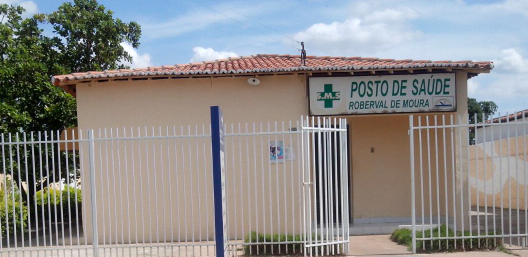 S.M.S
POSTO DE SAÚDE
ROBERVAL DE MOURA